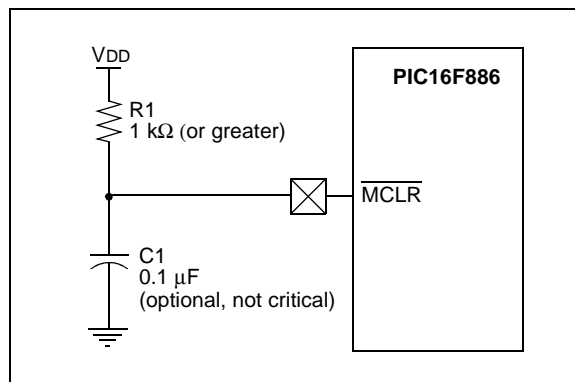 VDD
PIC16F886
R1
1 kΩ (or greater)
MCLR
C1
0.1 μF
(optional, not critical)